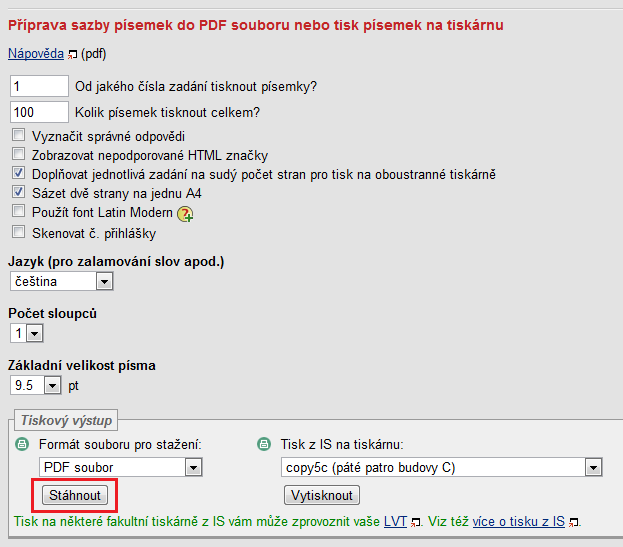 Příprava sazby písemek do PDF souboru nebo tisk písemek na tiskárnu
Nápověda (pdf)
1 Od jakého čísla zadání tisknout písemky?
100 Kolik písemek tisknout celkem?
Vyznačit správné odpovědi
Zobrazovat nepodporované HTML značky
Doplňovat jednotlivá zadání na sudý počet stran pro tisk na oboustranné tiskárně
Sázet dvě strany na jednu A4
Použít font Latin Modern
Skenovat č. přihlášky
Jazyk (pro zalamování slov apod.)
čeština
Počet sloupců
1
Základní velikost písma
9.5 pt
Tiskový výstup
Formát souboru pro stažení: Tisk z IS na tiskárnu:
PDF soubor copy5c (páté patro budovy C)
Stáhnout Vytisknout
Tisk na některé fakultní tiskárně z IS vám může zprovoznit vaše LVT. Viz též více o tisku z IS.